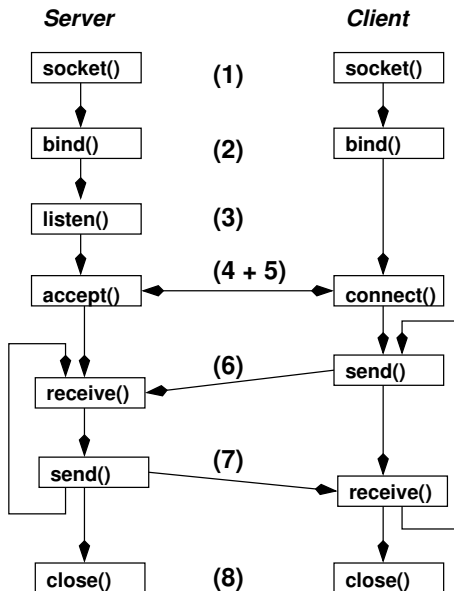 Server Client
socket() (1) socket()
bind() (2) bind()
listen() (3)
(4 + 5)
accept() connect()
(6) send()
receive()
(7)
send() receive()
close() (8) close()